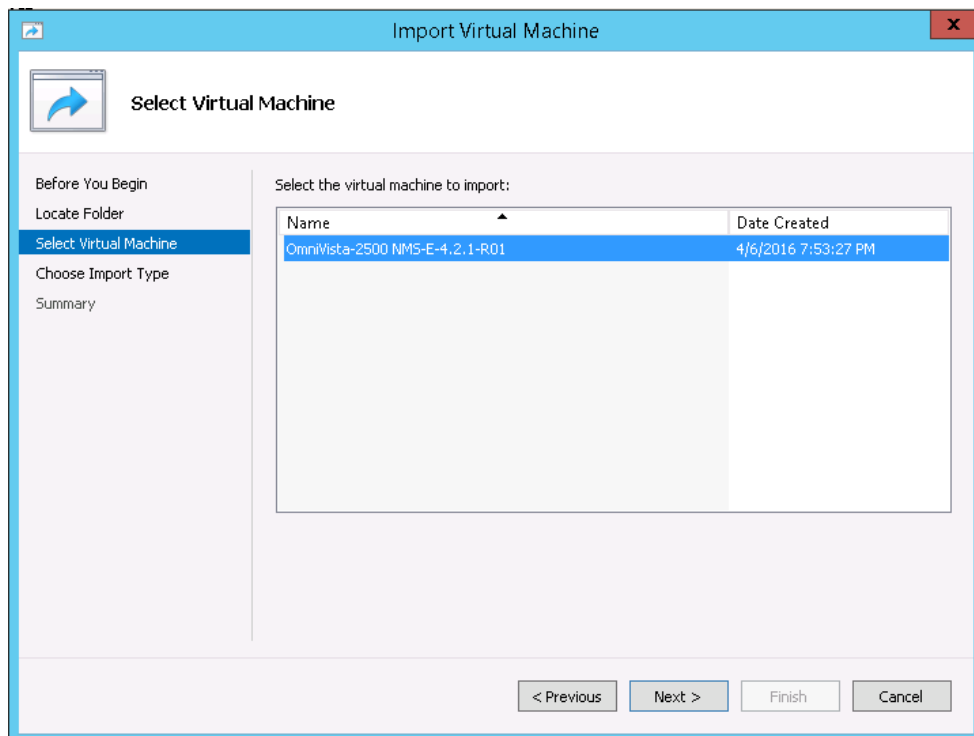 Import Virtual Machine
X
Select Virtual Machine
Before You Begin
Locate Folder
Select Virtual Machine
Choose Import Type
Summary
Select the virtual machine to import:
Name Date Created
OmniVista-2500 NMS-E-4.2.1-R01 4/6/2016 7:53:27 PM
< Previous Next > Finish Cancel